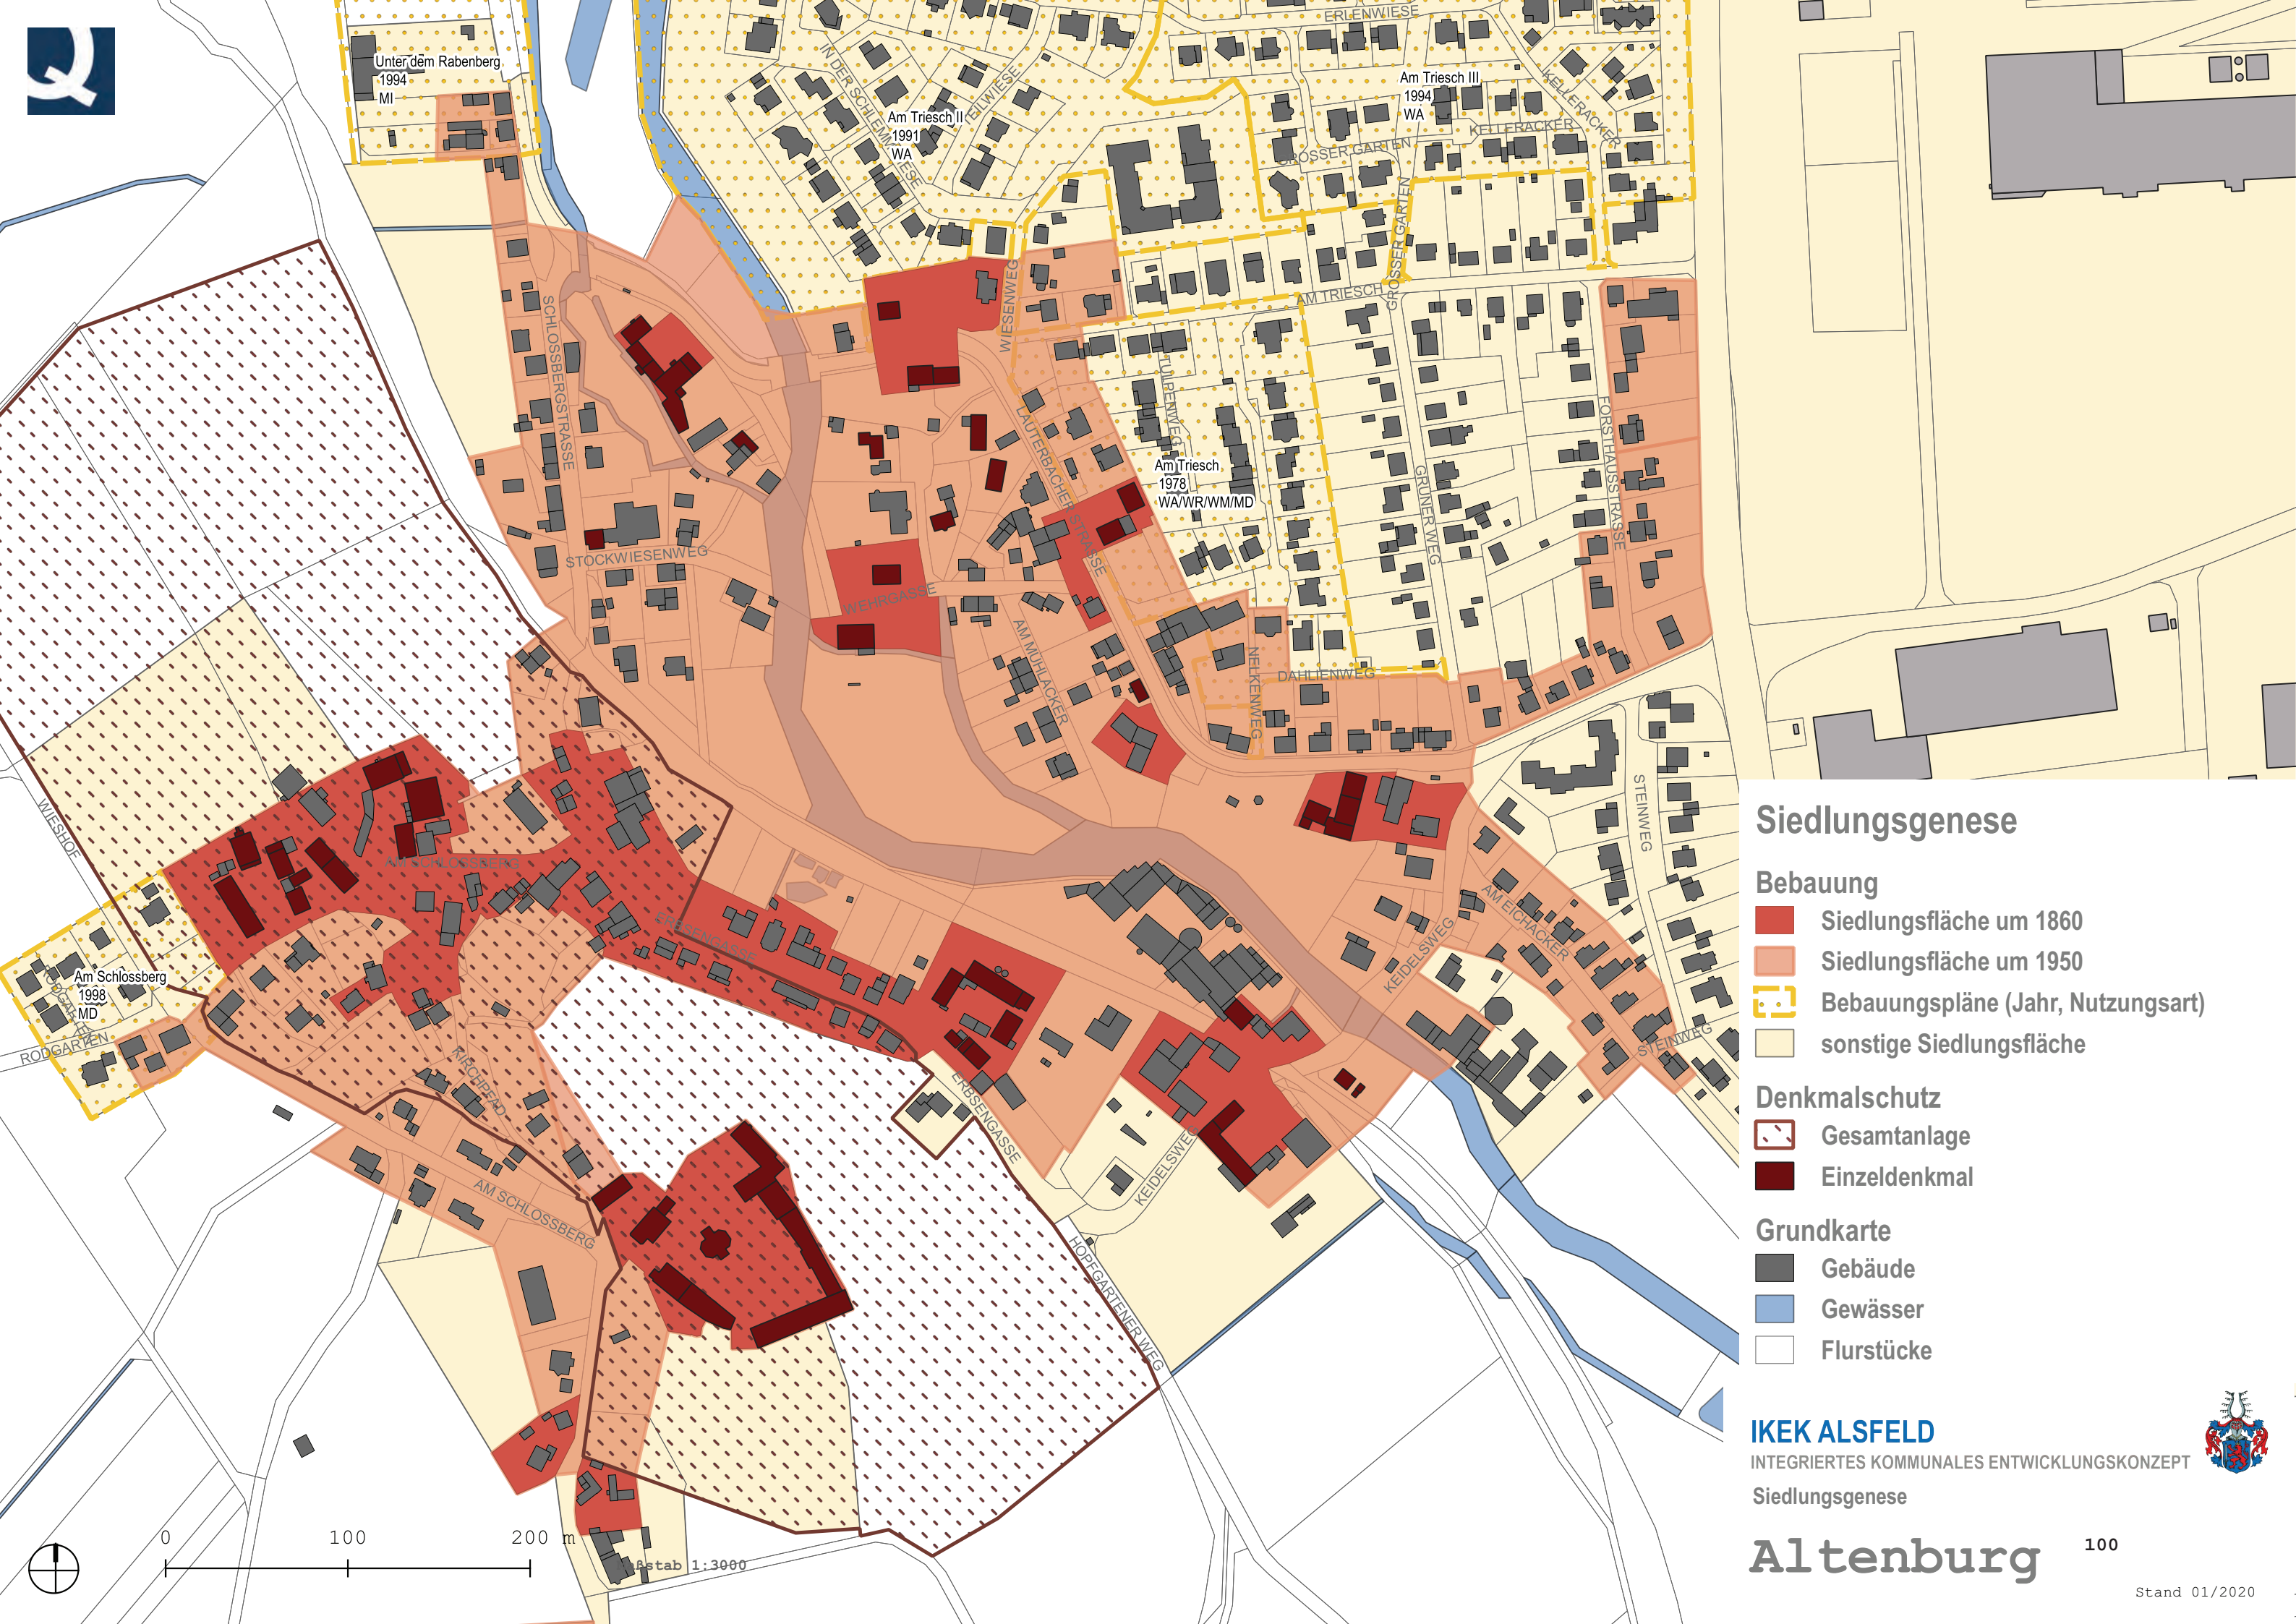 Unter dem Rabenberg
1994
MI
ERLENWIESE
IN DER SCHLEMMWIESE
Am Triesch II
1991
WA
Am Triesch III
1994
WA
KELLERÄCKER
KELLERÄCKER
GROSSER GARTEN
GROSSER GARTEN
AM TRIESCH
WIESENWEG
SCHLOSSBERGSTRASSE
TULPENWEG
LAUTERBACHER STRASSE
Am Triesch
1978
WA/WR/WM/MD
GRÜNER WEG
FORSTHAUSSTRASSE
STOCKWIESENWEG
WEHRGASSE
AM MÜHLACKER
NELKENWEG
DAHLIENWEG
STEINWEG
WIESHOF
AM SCHLOSSBERG
ERBSENGASSE
AM EICHACKER
KEIDELSWEG
Am Schlossberg
1998
MD
RODGARTEN
RODGARTEN
KIRCHPFAD
STEINWEG
ERBSENGASSE
KEIDELSWEG
AM SCHLOSSBERG
HOPFGARTENER WEG
0 100 200 m
ßstab 1:3000
Siedlungsgenese
Bebauung
Siedlungsfläche um 1860
Siedlungsfläche um 1950
Bebauungspläne (Jahr, Nutzungsart)
sonstige Siedlungsfläche
Denkmalschutz
Gesamtanlage
Einzeldenkmal
Grundkarte
Gebäude
Gewässer
Flurstücke
IKEK ALSFELD
INTEGRIERTES KOMMUNALES ENTWICKLUNGSKONZEPT
Siedlungsgenese
Altenburg 100
Stand 01/2020